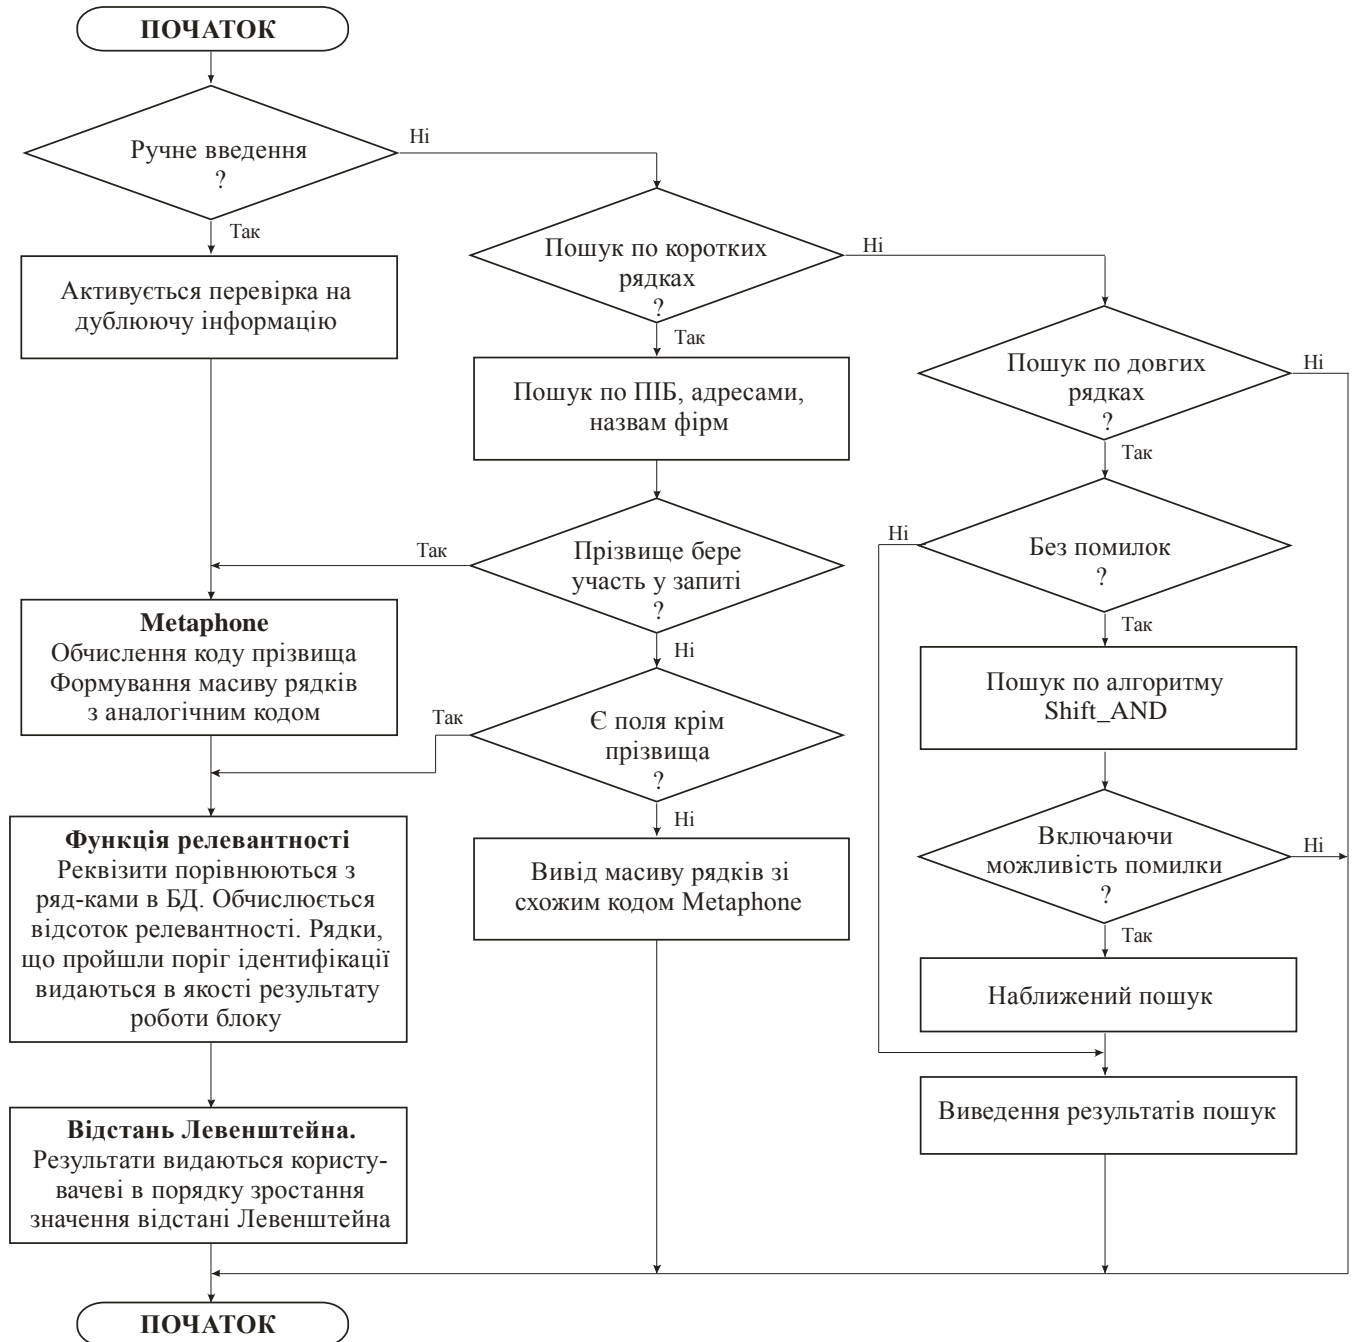 ПОЧАТОК
Ручне введення
?
Ні
Так
Активується перевірка на
дублюючу інформацію
Пошук по коротких
рядках
?
Ні
Так
Пошук по ПІБ, адресами,
назвам фірм
Пошук по довгих
рядках
?
Ні
Так
Прізвище бере
участь у запиті
?
Так
Ні
Без помилок
?
Ні
Так
Metaphone
Обчислення коду прізвища
Формування масиву рядків
з аналогічним кодом
Є поля крім
прізвища
?
Так
Ні
Пошук по алгоритму
Shift_AND
Функція релевантності
Реквізити порівнюються з
ряд-ками в БД. Обчислюється
відсоток релевантності. Рядки,
що пройшли поріг ідентифікації
видаються в якості результату
роботи блоку
Вивід масиву рядків зі
схожим кодом Metaphone
Включаючи
можливість помилки
?
Ні
Так
Наближений пошук
Виведення результатів пошук
Відстань Левенштейна.
Результати видаються користу-
вачеві в порядку зростання
значення відстані Левенштейна
ПОЧАТОК